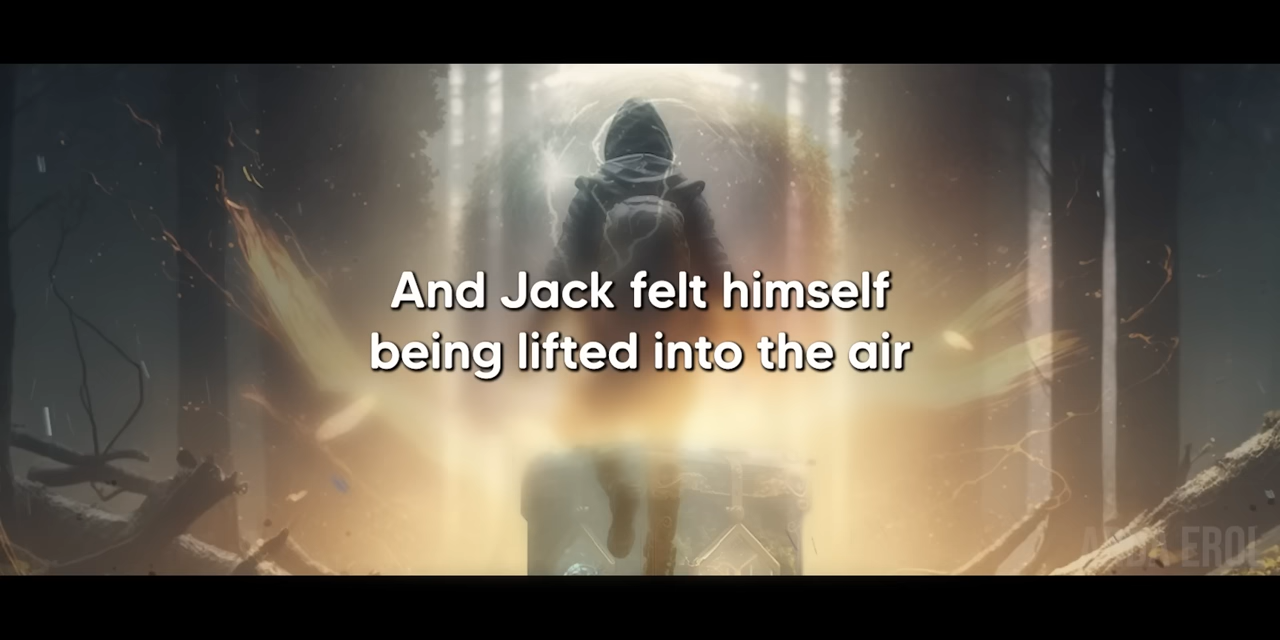 And Jack felt himself
being lifted into the air